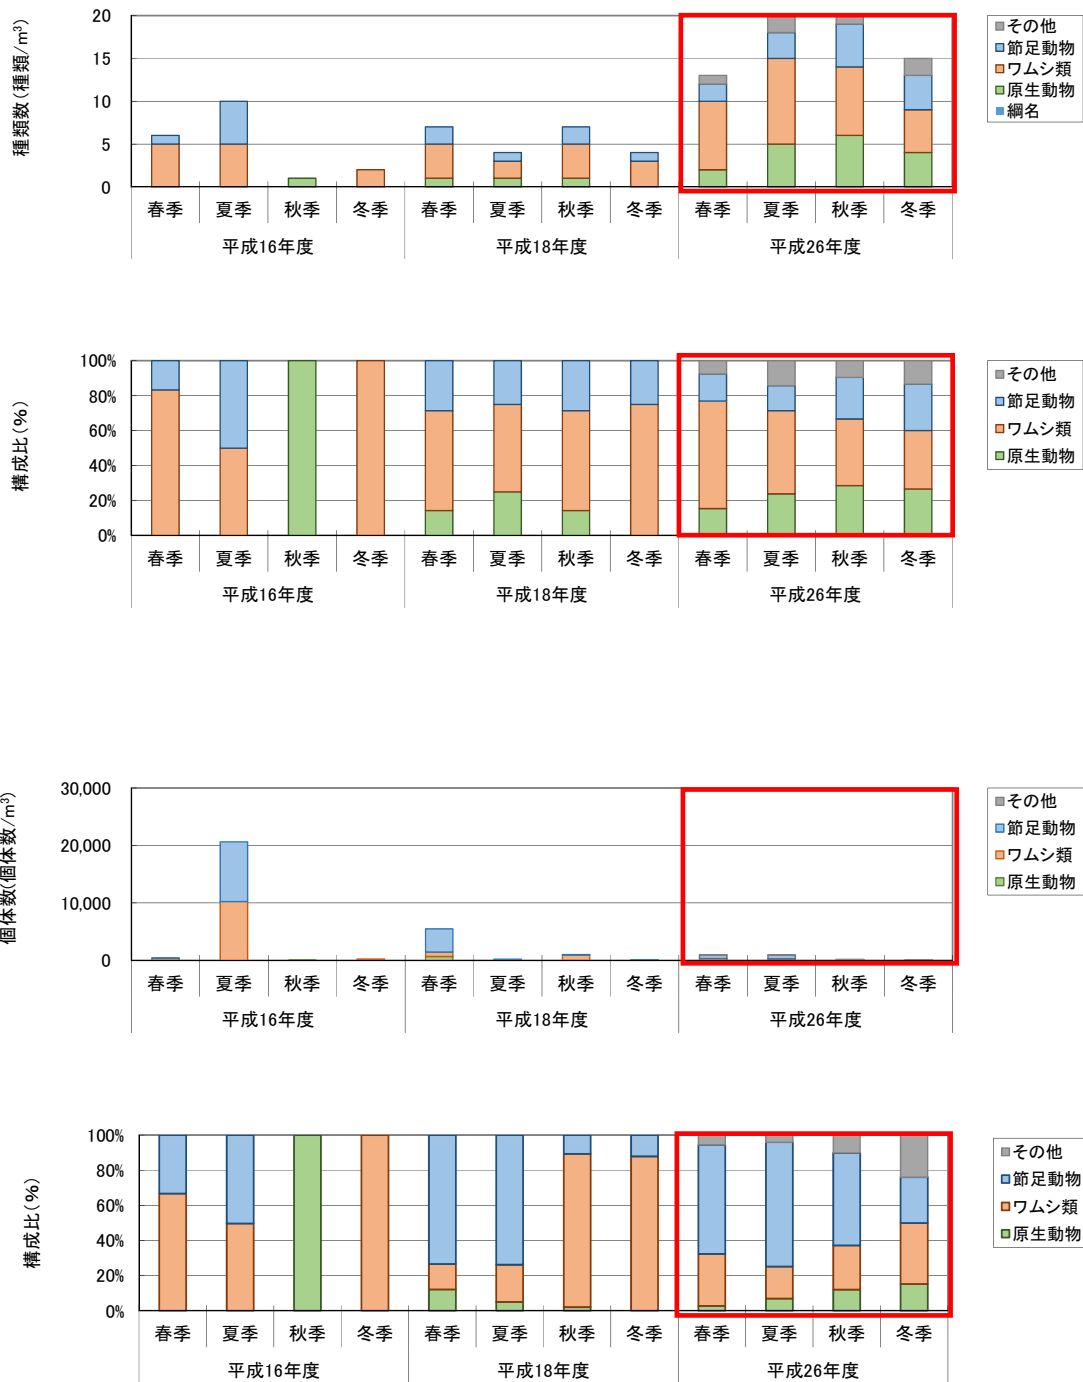 種類数(種類/m³)
20
15
10
5
0
春季 夏季 秋季 冬季 春季 夏季 秋季 冬季 春季 夏季 秋季 冬季
平成16年度 平成18年度 平成26年度
その他
節足動物
ワムシ類
原生動物
綱名
構成比(%)
100%
80%
60%
40%
20%
0%
春季 夏季 秋季 冬季 春季 夏季 秋季 冬季 春季 夏季 秋季 冬季
平成16年度 平成18年度 平成26年度
その他
節足動物
ワムシ類
原生動物
個体数(個体数/m³)
30,000
20,000
10,000
0
春季 夏季 秋季 冬季 春季 夏季 秋季 冬季 春季 夏季 秋季 冬季
平成16年度 平成18年度 平成26年度
その他
節足動物
ワムシ類
原生動物
構成比(%)
100%
80%
60%
40%
20%
0%
春季 夏季 秋季 冬季 春季 夏季 秋季 冬季 春季 夏季 秋季 冬季
平成16年度 平成18年度 平成26年度
その他
節足動物
ワムシ類
原生動物